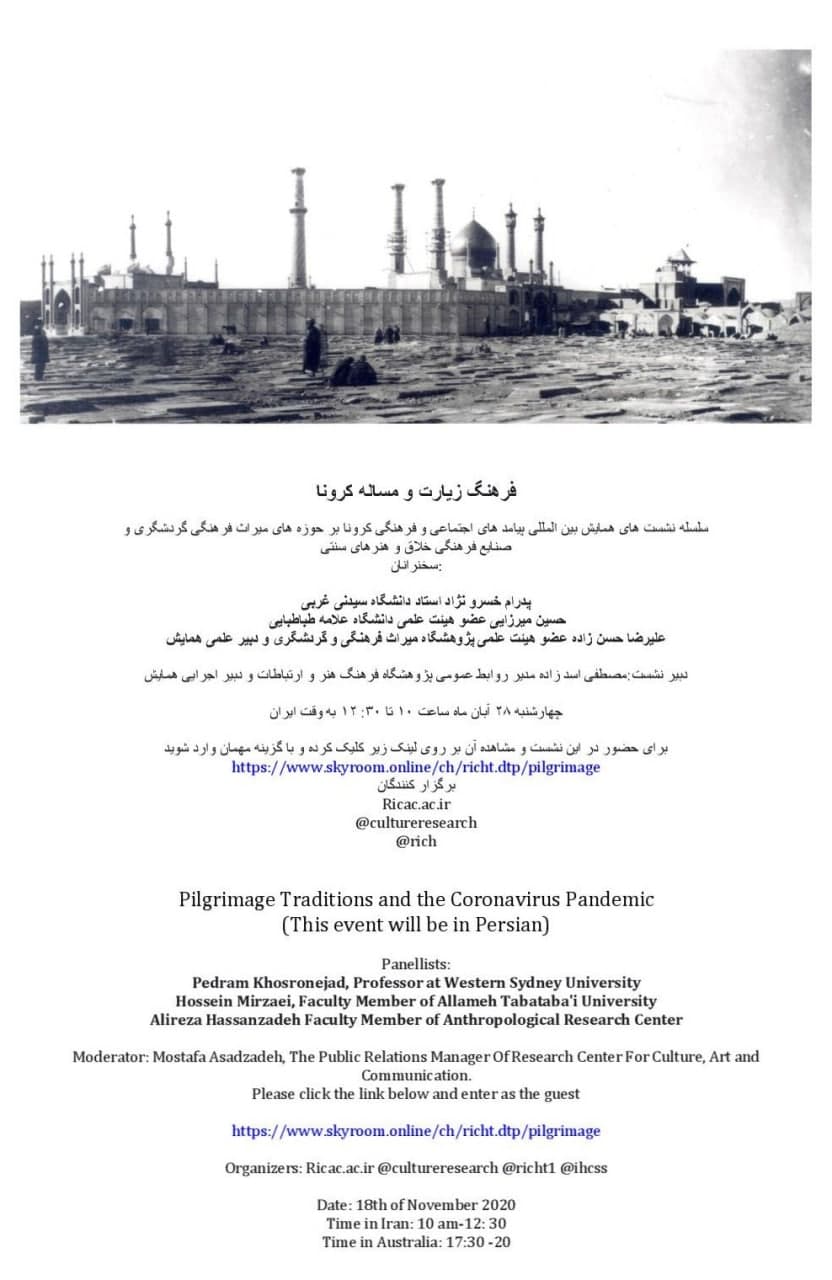 فرهنگ زیارت و مساله کرونا
سلسله نشست های همایش بین المللی پیامد های اجتماعی و فرهنگی کرونا بر حوزه های میراث فرهنگی گردشگری و
صنایع فرهنگی خلاق و هنرهای سنتی
سخنرانان:
پدرام خسرو نژاد استاد دانشگاه سیدنی غربی
حسین میرزایی عضو هیئت علمی دانشگاه علامه طباطبایی
علیرضا حسن زاده عضو هیئت علمی پژوهشگاه میراث فرهنگی و گردشگری و دبیر علمی همایش
دبیر نشست:مصطفی اسدزاده مدیر روابط عمومی پژوهشگاه فرهنگ هنر و ارتباطات و دبیر اجرایی همایش
چهارشنبه ۲۸ آبان ماه ساعت ۱۰ تا ۱۲:۳۰ به وقت ایران
برای حضور در این نشست و مشاهده آن بر روی لینک زیر کلیک کرده و با گزینه مهمان وارد شوید
https://www.skyroom.online/ch/richt.dtp/pilgrimage
برگزار کنندگان
Ricac.ac.ir
@cultureresearch
@rich
Pilgrimage Traditions and the Coronavirus Pandemic
(This event will be in Persian)
Panellists:
Pedram Khosronejad, Professor at Western Sydney University
Hossein Mirzaei, Faculty Member of Allameh Tabataba'i University
Alireza Hassanzadeh Faculty Member of Anthropological Research Center
Moderator: Mostafa Asadzadeh, The Public Relations Manager Of Research Center For Culture, Art and
Communication.
Please click the link below and enter as the guest
https://www.skyroom.online/ch/richt.dtp/pilgrimage
Organizers: Ricac.ac.ir @cultureresearch @richt1 @ihcss
Date: 18th of November 2020
Time in Iran: 10 am-12: 30
Time in Australia: 17:30 -20